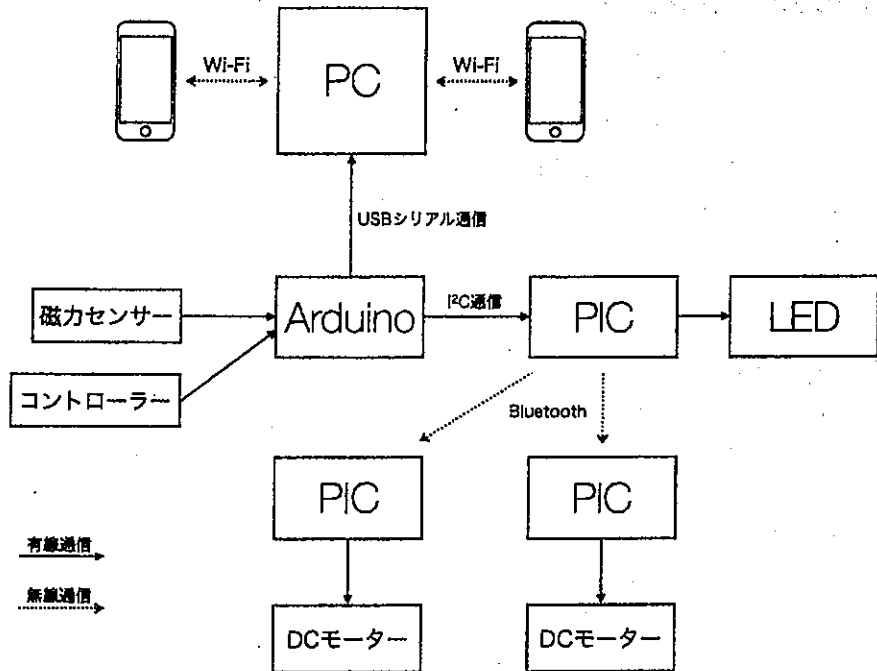 Wi-Fi
PC
Wi-Fi
USBシリアル通信
磁力センサー
Arduino
I²C通信
PIC
LED
コントローラー
Bluetooth
PIC
PIC
有線通信
無線通信
DCモーター
DCモーター